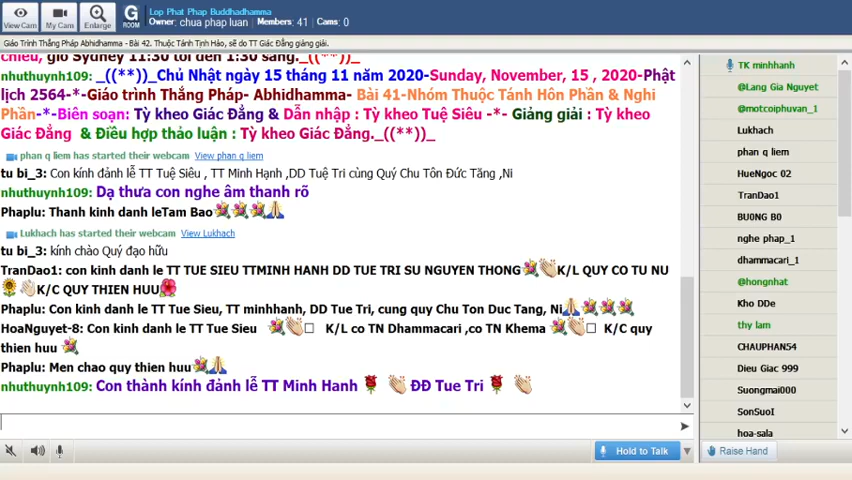 Lop Phat Phap Buddhadhamma
Owner: chua phap luan Members: 41 Cams: 0
View Cam
My Cam
Enlarge
G ROOM
Giáo Trình Thắng Pháp Abhidhamma - Bài 42. Thuộc Tánh Tịnh Hảo, sẽ do TT Giác Đẳng giảng giải.
chiều, giờ Sydney 11:30 tối đến 1:30 sáng._((**))_
nhuthuynh109: _((**))_Chủ Nhật ngày 15 tháng 11 năm 2020-Sunday, November, 15 , 2020-Phật
lịch 2564-*-Giáo trình Thắng Pháp- Abhidhamma- Bài 41-Nhóm Thuộc Tánh Hôn Phần & Nghi
Phần-*-Biên soạn: Tỳ kheo Giác Đẳng & Dẫn nhập : Tỳ kheo Tuệ Siêu -*- Giảng giải : Tỳ kheo
Giác Đẳng & Điều hợp thảo luận : Tỳ kheo Giác Đẳng._((**))_
phan q liem has started their webcam View phan q liem
tu bi_3: Con kính đảnh lễ TT Tuệ Siêu , TT Minh Hạnh ,DD Tuệ Tri cùng Quý Chu Tôn Đức Tăng ,Ni
nhuthuynh109: Dạ thưa con nghe âm thanh rõ
Phaplu: Thanh kinh danh leTam Bao💐💐💐🙏
Lukhach has started their webcam View Lukhach
tu bi_3: kính chào Quý đạo hữu
TranDao1: con kinh danh le TT TUE SIEU TTMINH HANH DD TUE TRI SU NGUYEN THONG💐👏K/L QUY CO TU NU
🌻👏K/C QUY THIEN HUU🌺
Phaplu: Con kinh danh le TT Tue Sieu, TT minhhanh, DD Tue Tri, cung quy Chu Ton Duc Tang, Ni🙏💐💐💐
HoaNguyet-8: Con kinh danh le TT Tue Sieu 💐👏□ K/L co TN Dhammacari ,co TN Khema 💐👏□ K/C quy
thien huu 💐
Phaplu: Men chao quy thien huu💐🙏
nhuthuynh109: Con thành kính đảnh lễ TT Minh Hanh 🌹 👏 ĐĐ Tue Tri 🌹 👏
Hold to Talk
TK minhhanh
@Lang Gia Nguyet
@motcoiphuvan_1
Lukhach
phan q liem
HueNgoc 02
TranDao1
BU0NG B0
nghe phap_1
dhammacari_1
@hongnhat
Kho DDe
thy lam
CHAUPHAN54
Dieu Giac 999
Suongmai000
SonSuoI
hoa-sala
Raise Hand